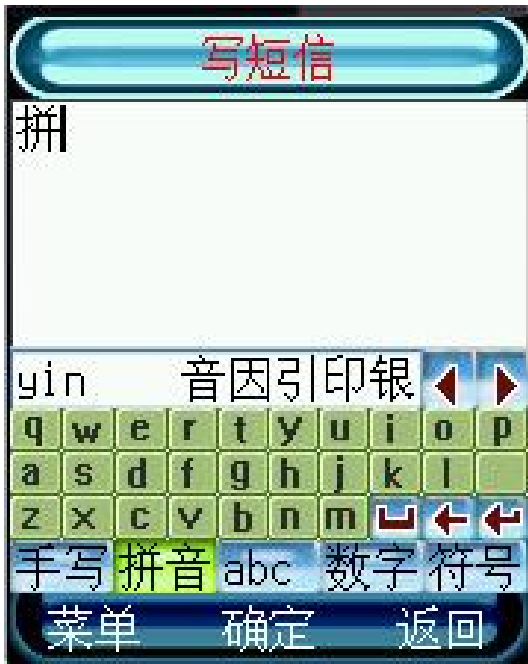 写短信
拼
yin 音因引印银
q w e r t y u i o p
a s d f g h j k l
z x c v b n m
手写 拼音 abc 数字 符号
菜单 确定 返回